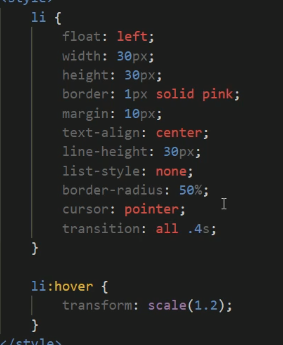 <style>
li {
float: left;
width: 30px;
height: 30px;
border: 1px solid pink;
margin: 10px;
text-align: center;
line-height: 30px;
list-style: none;
border-radius: 50%;
cursor: pointer;
transition: all .4s;
}
li:hover {
transform: scale(1.2);
}
</style>